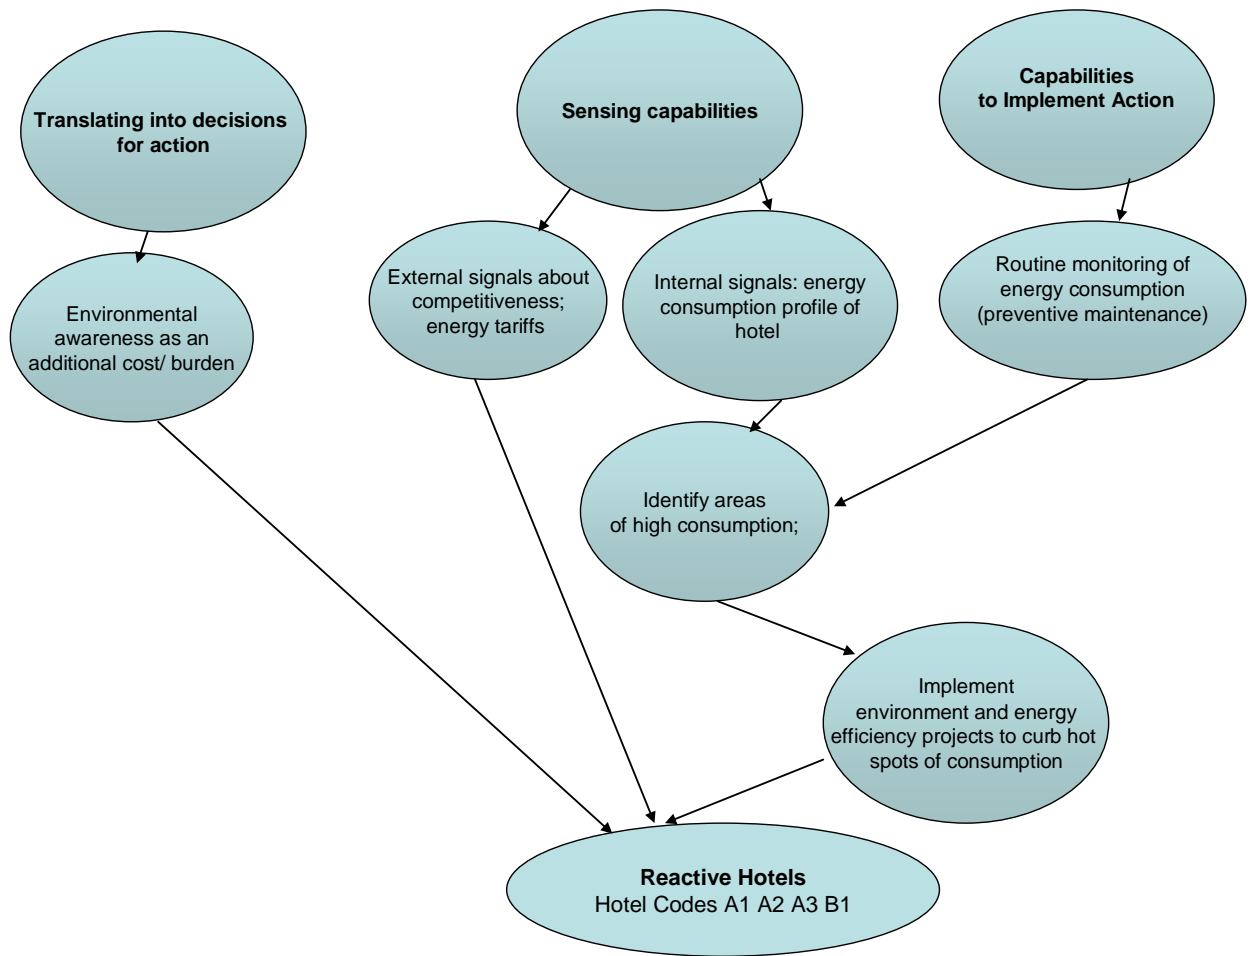 Translating into decisions
for action
Sensing capabilities
Capabilities
to Implement Action
Environmental
awareness as an
additional cost/ burden
External signals about
competitiveness;
energy tariffs
Internal signals: energy
consumption profile of
hotel
Routine monitoring of
energy consumption
(preventive maintenance)
Identify areas
of high consumption;
Implement
environment and energy
efficiency projects to curb hot
spots of consumption
Reactive Hotels
Hotel Codes A1 A2 A3 B1